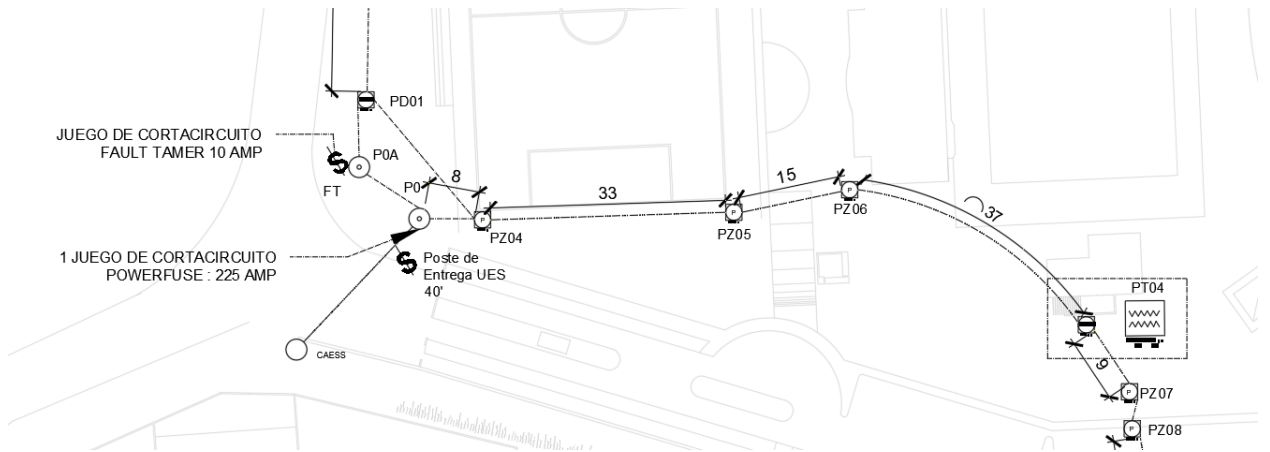 PD01
JUEGO DE CORTACIRCUITO
FAULT TAMER 10 AMP
P0A
FT
P0
8
33
15
37
PZ04
PZ05
PZ06
1 JUEGO DE CORTACIRCUITO
POWERFUSE : 225 AMP
Poste de
Entrega UES
40'
PT04
CAESS
9
PZ07
PZ08
P
P
P
P
P